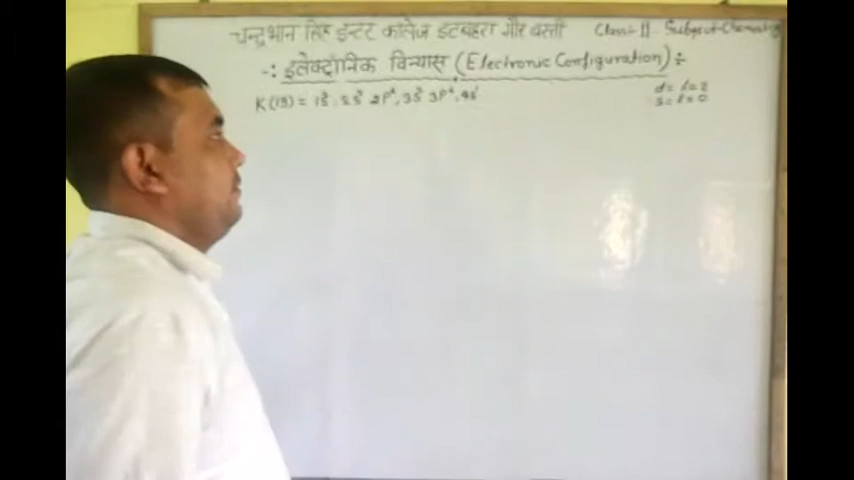 चन्द्रभान सिंह इन्टर कालेज इटबहरा गौर बस्ती Class-11 Subject-Chemistry
-: इलेक्ट्रॉनिक विन्यास (Electronic Configuration) :-
K(19) = 1s², 2s² 2p⁶, 3s² 3p⁶, 4s¹
d = l = 2
s = l = 0